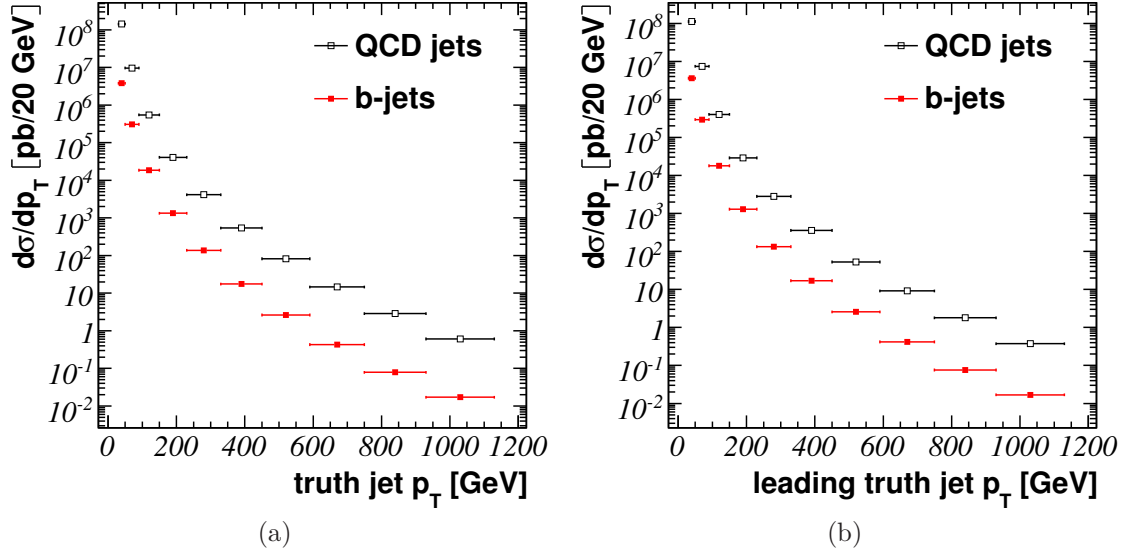 dσ/dp_T [pb/20 GeV]
10^8
10^7
10^6
10^5
10^4
10^3
10^2
10
1
10^-1
10^-2
QCD jets
b-jets
0 200 400 600 800 1000 1200
truth jet p_T [GeV]
(a)
dσ/dp_T [pb/20 GeV]
10^8
10^7
10^6
10^5
10^4
10^3
10^2
10
1
10^-1
10^-2
QCD jets
b-jets
0 200 400 600 800 1000 1200
leading truth jet p_T [GeV]
(b)